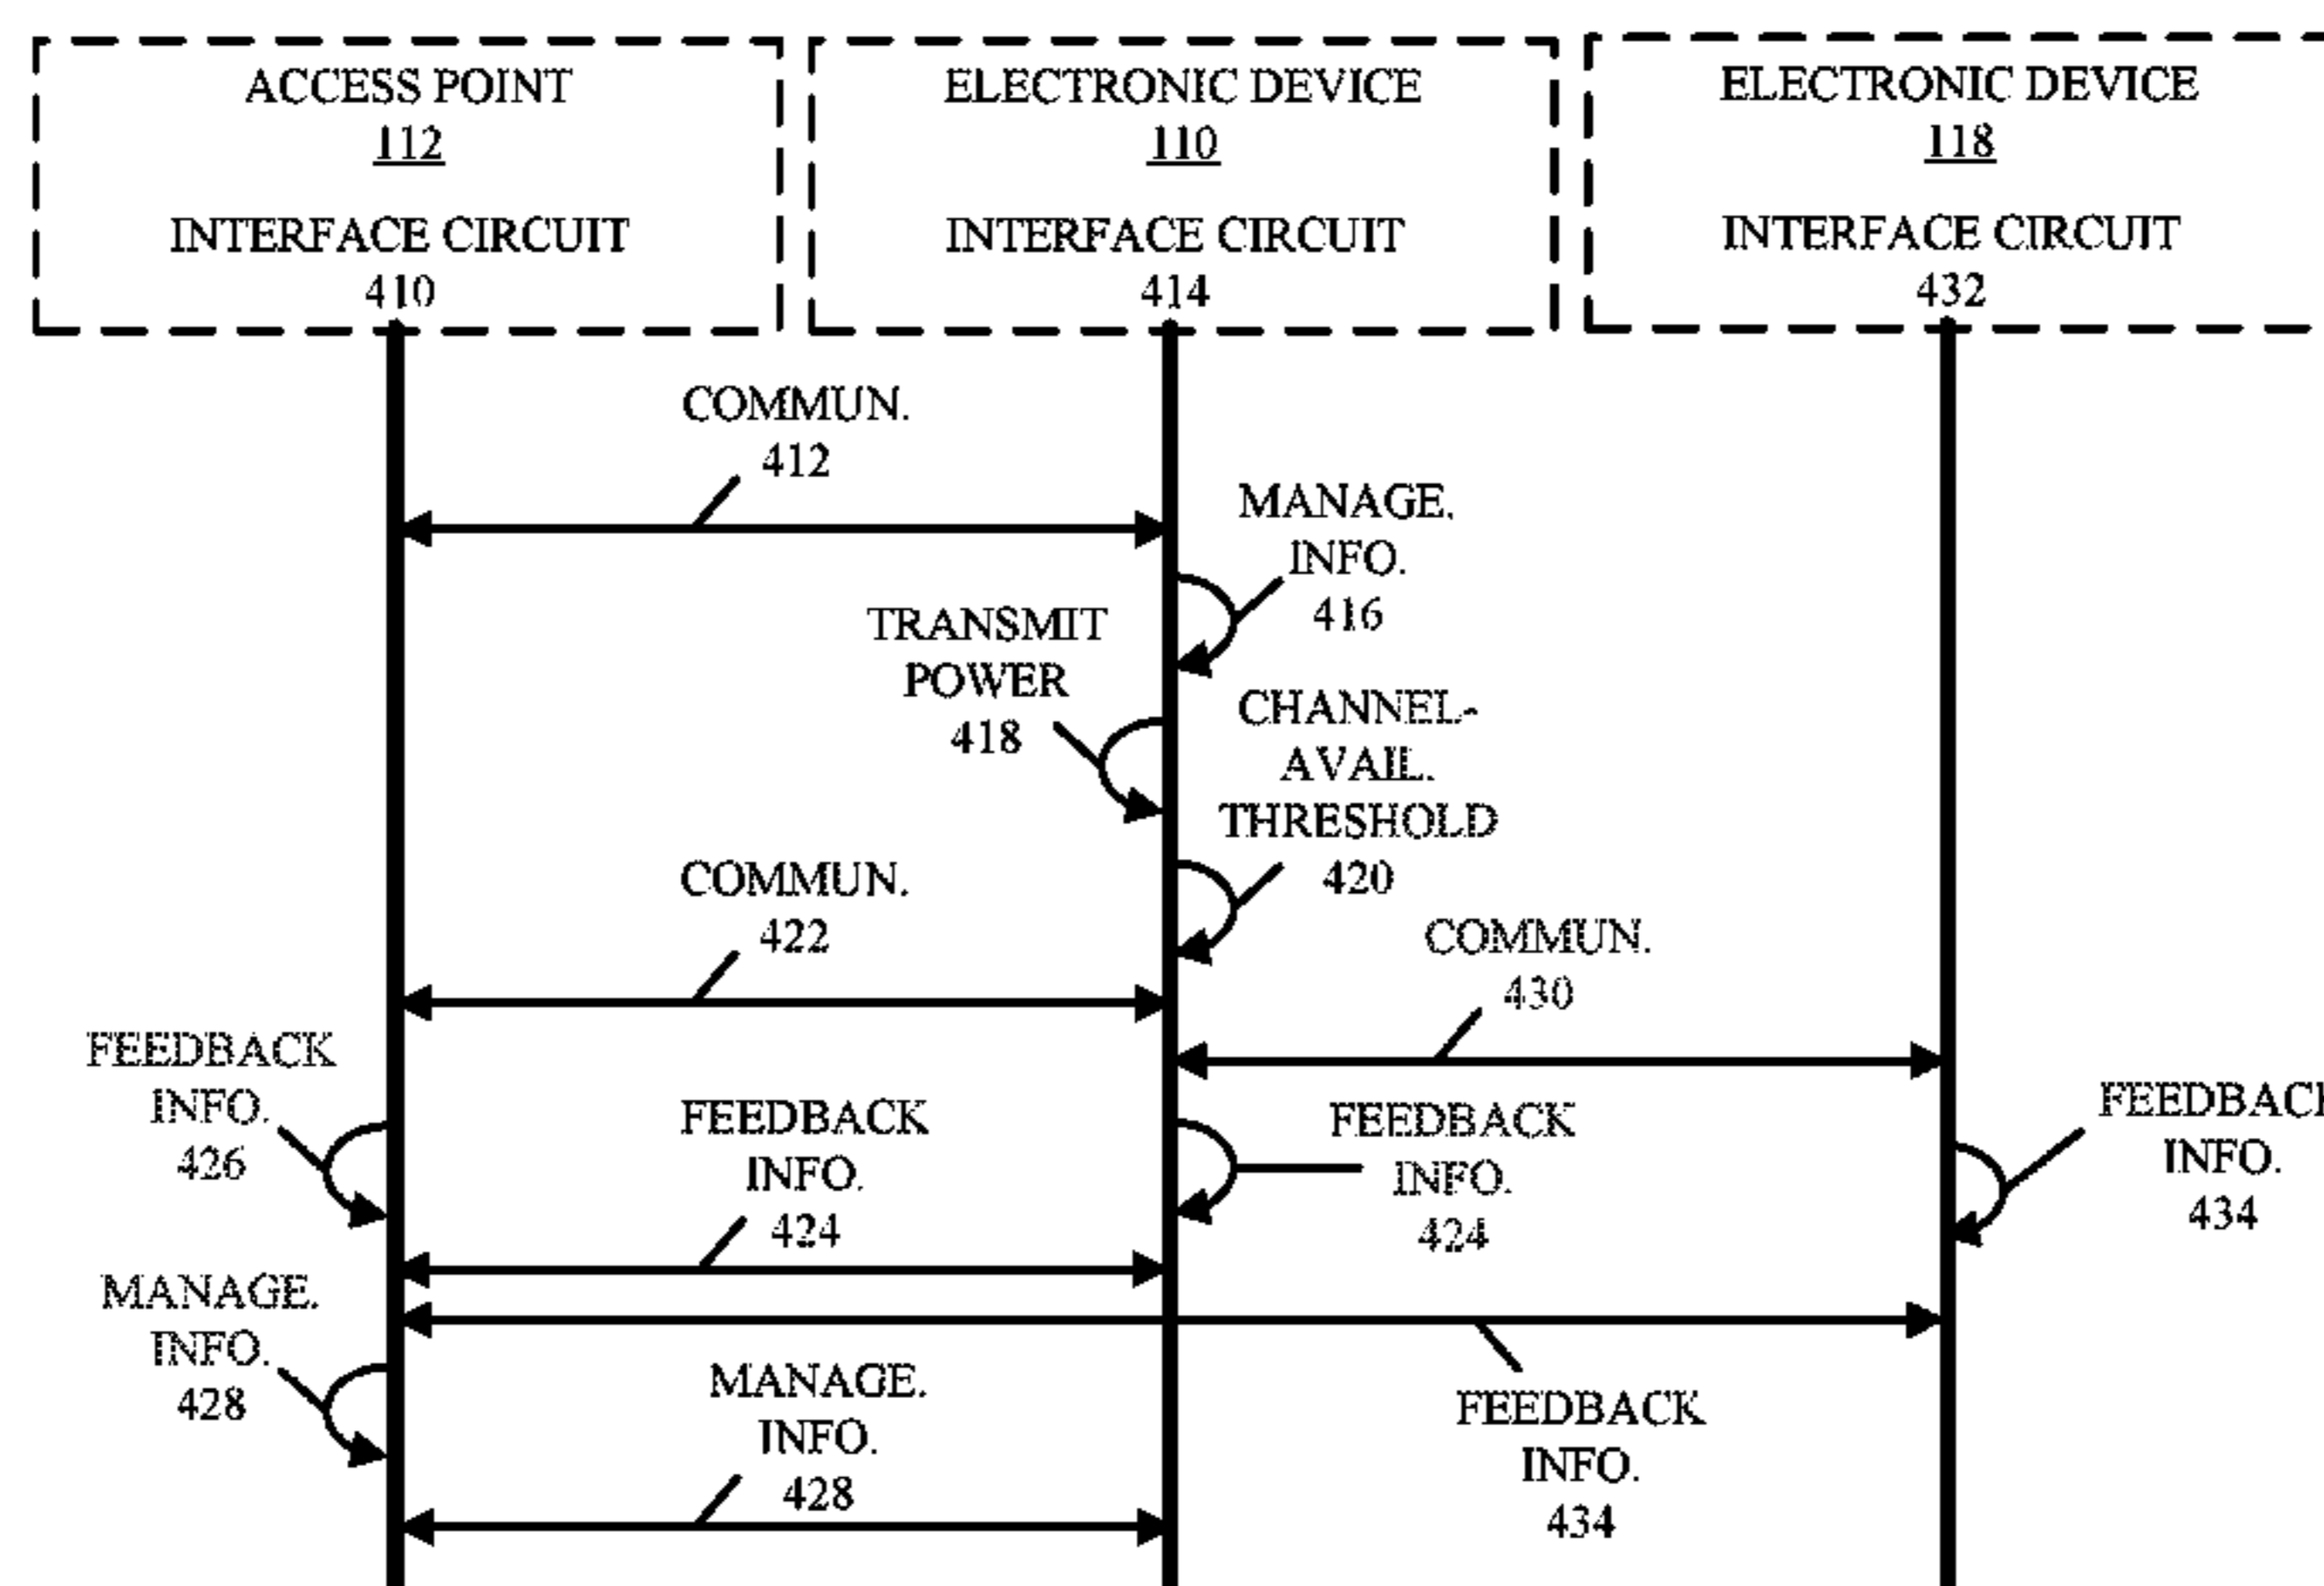 ACCESS POINT
112
INTERFACE CIRCUIT
410
ELECTRONIC DEVICE
110
INTERFACE CIRCUIT
414
ELECTRONIC DEVICE
118
INTERFACE CIRCUIT
432
COMMUN.
412
MANAGE.
INFO.
416
TRANSMIT
POWER
418
CHANNEL-
AVAIL.
THRESHOLD
420
COMMUN.
422
COMMUN.
430
FEEDBACK
INFO.
426
FEEDBACK
INFO.
424
FEEDBACK
INFO.
424
FEEDBACK
INFO.
434
MANAGE.
INFO.
428
MANAGE.
INFO.
428
FEEDBACK
INFO.
434